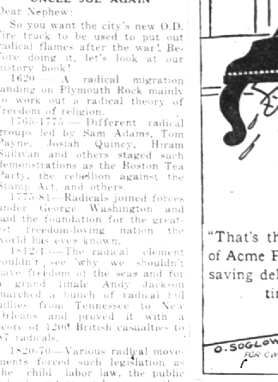 UNCLE JOE AGAIN
Dear Nephew:
So you want the city's new O.D.
fire truck to be used to put out
radical flames after the war! Be-
fore doing it, let's look at our
history book!
1620 — A radical migration
landing on Plymouth Rock mainly
to work out a radical theory of
freedom of religion.
1765-1775 — Different radical
groups led by Sam Adams, Tom
Payne, Josiah Quincy, Hiram
Sullivan and others staged such
demonstrations as the Boston Tea
Party, the rebellion against the
Stamp Act, and others.
1775-81—Radicals joined forces
under George Washington and
laid the foundation for the great-
est freedom-loving nation the
world has ever known.
1812-15—The radical element
couldn't see why we shouldn't
have freedom of the seas and for
a grand finale Andy Jackson
marched a bunch of radical hill
billies from Tennessee to New
Orleans and proved it with a
score of 1200 British casualties to
radicals.
1820-70—Various radical move-
ments forced such legislation as
the child labor law, the public
"That's th
of Acme F
saving del
ti
O. SOGLOW
FOR CW